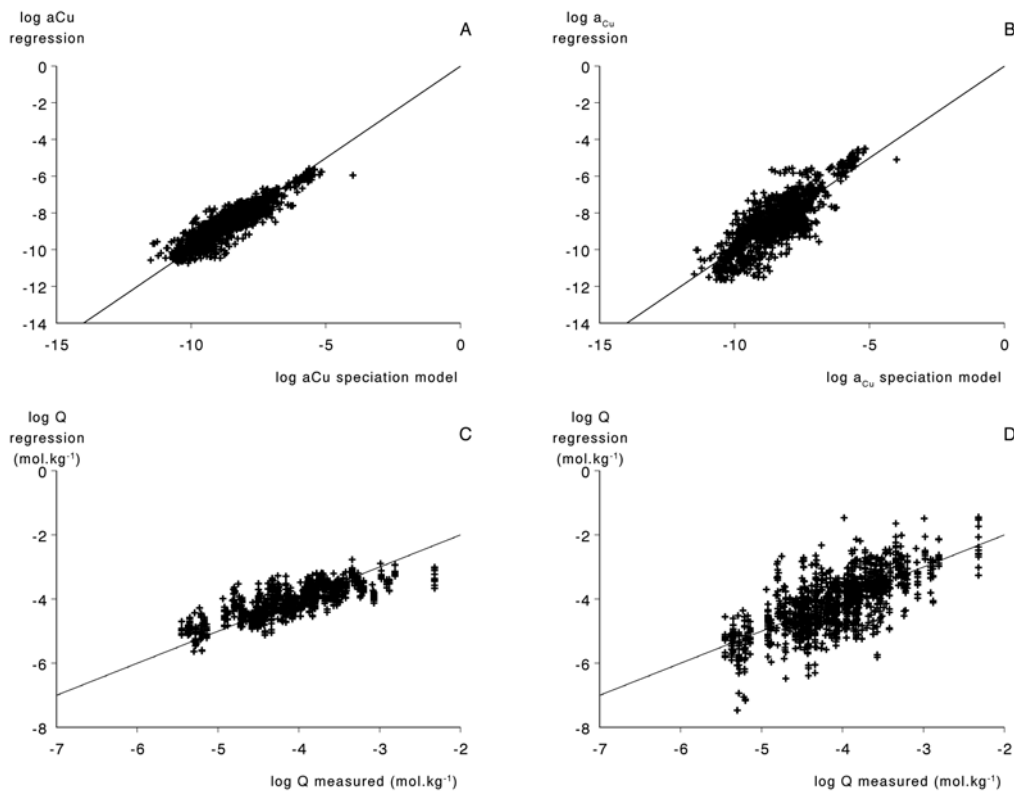 log aCu
regression
A
0
-2
-4
-6
-8
-10
-12
-14
-15
-10
-5
0
log aCu speciation model
log a_Cu
regression
B
0
-2
-4
-6
-8
-10
-12
-14
-15
-10
-5
0
log a_Cu speciation model
log Q
regression
(mol.kg⁻¹)
C
0
-2
-4
-6
-8
-7
-6
-5
-4
-3
-2
log Q measured (mol.kg⁻¹)
log Q
regression
(mol.kg⁻¹)
D
0
-2
-4
-6
-8
-7
-6
-5
-4
-3
-2
log Q measured (mol.kg⁻¹)